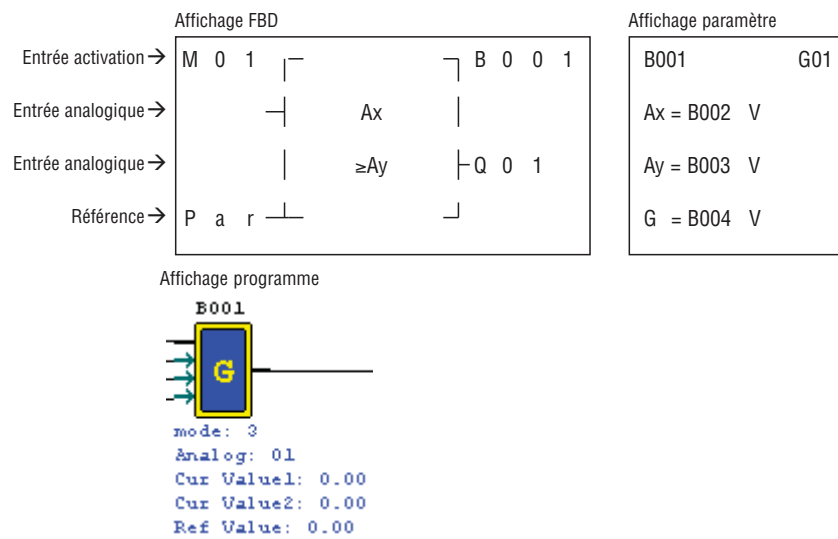 Affichage FBD
Affichage paramètre
Entrée activation → M 0 1 B 0 0 1
B001 G01
Entrée analogique → Ax
Ax = B002 V
Entrée analogique → ≥Ay Q 0 1
Ay = B003 V
Référence → P a r
G = B004 V
Affichage programme
B001
G
mode: 3
Analog: 01
Cur Value1: 0.00
Cur Value2: 0.00
Ref Value: 0.00